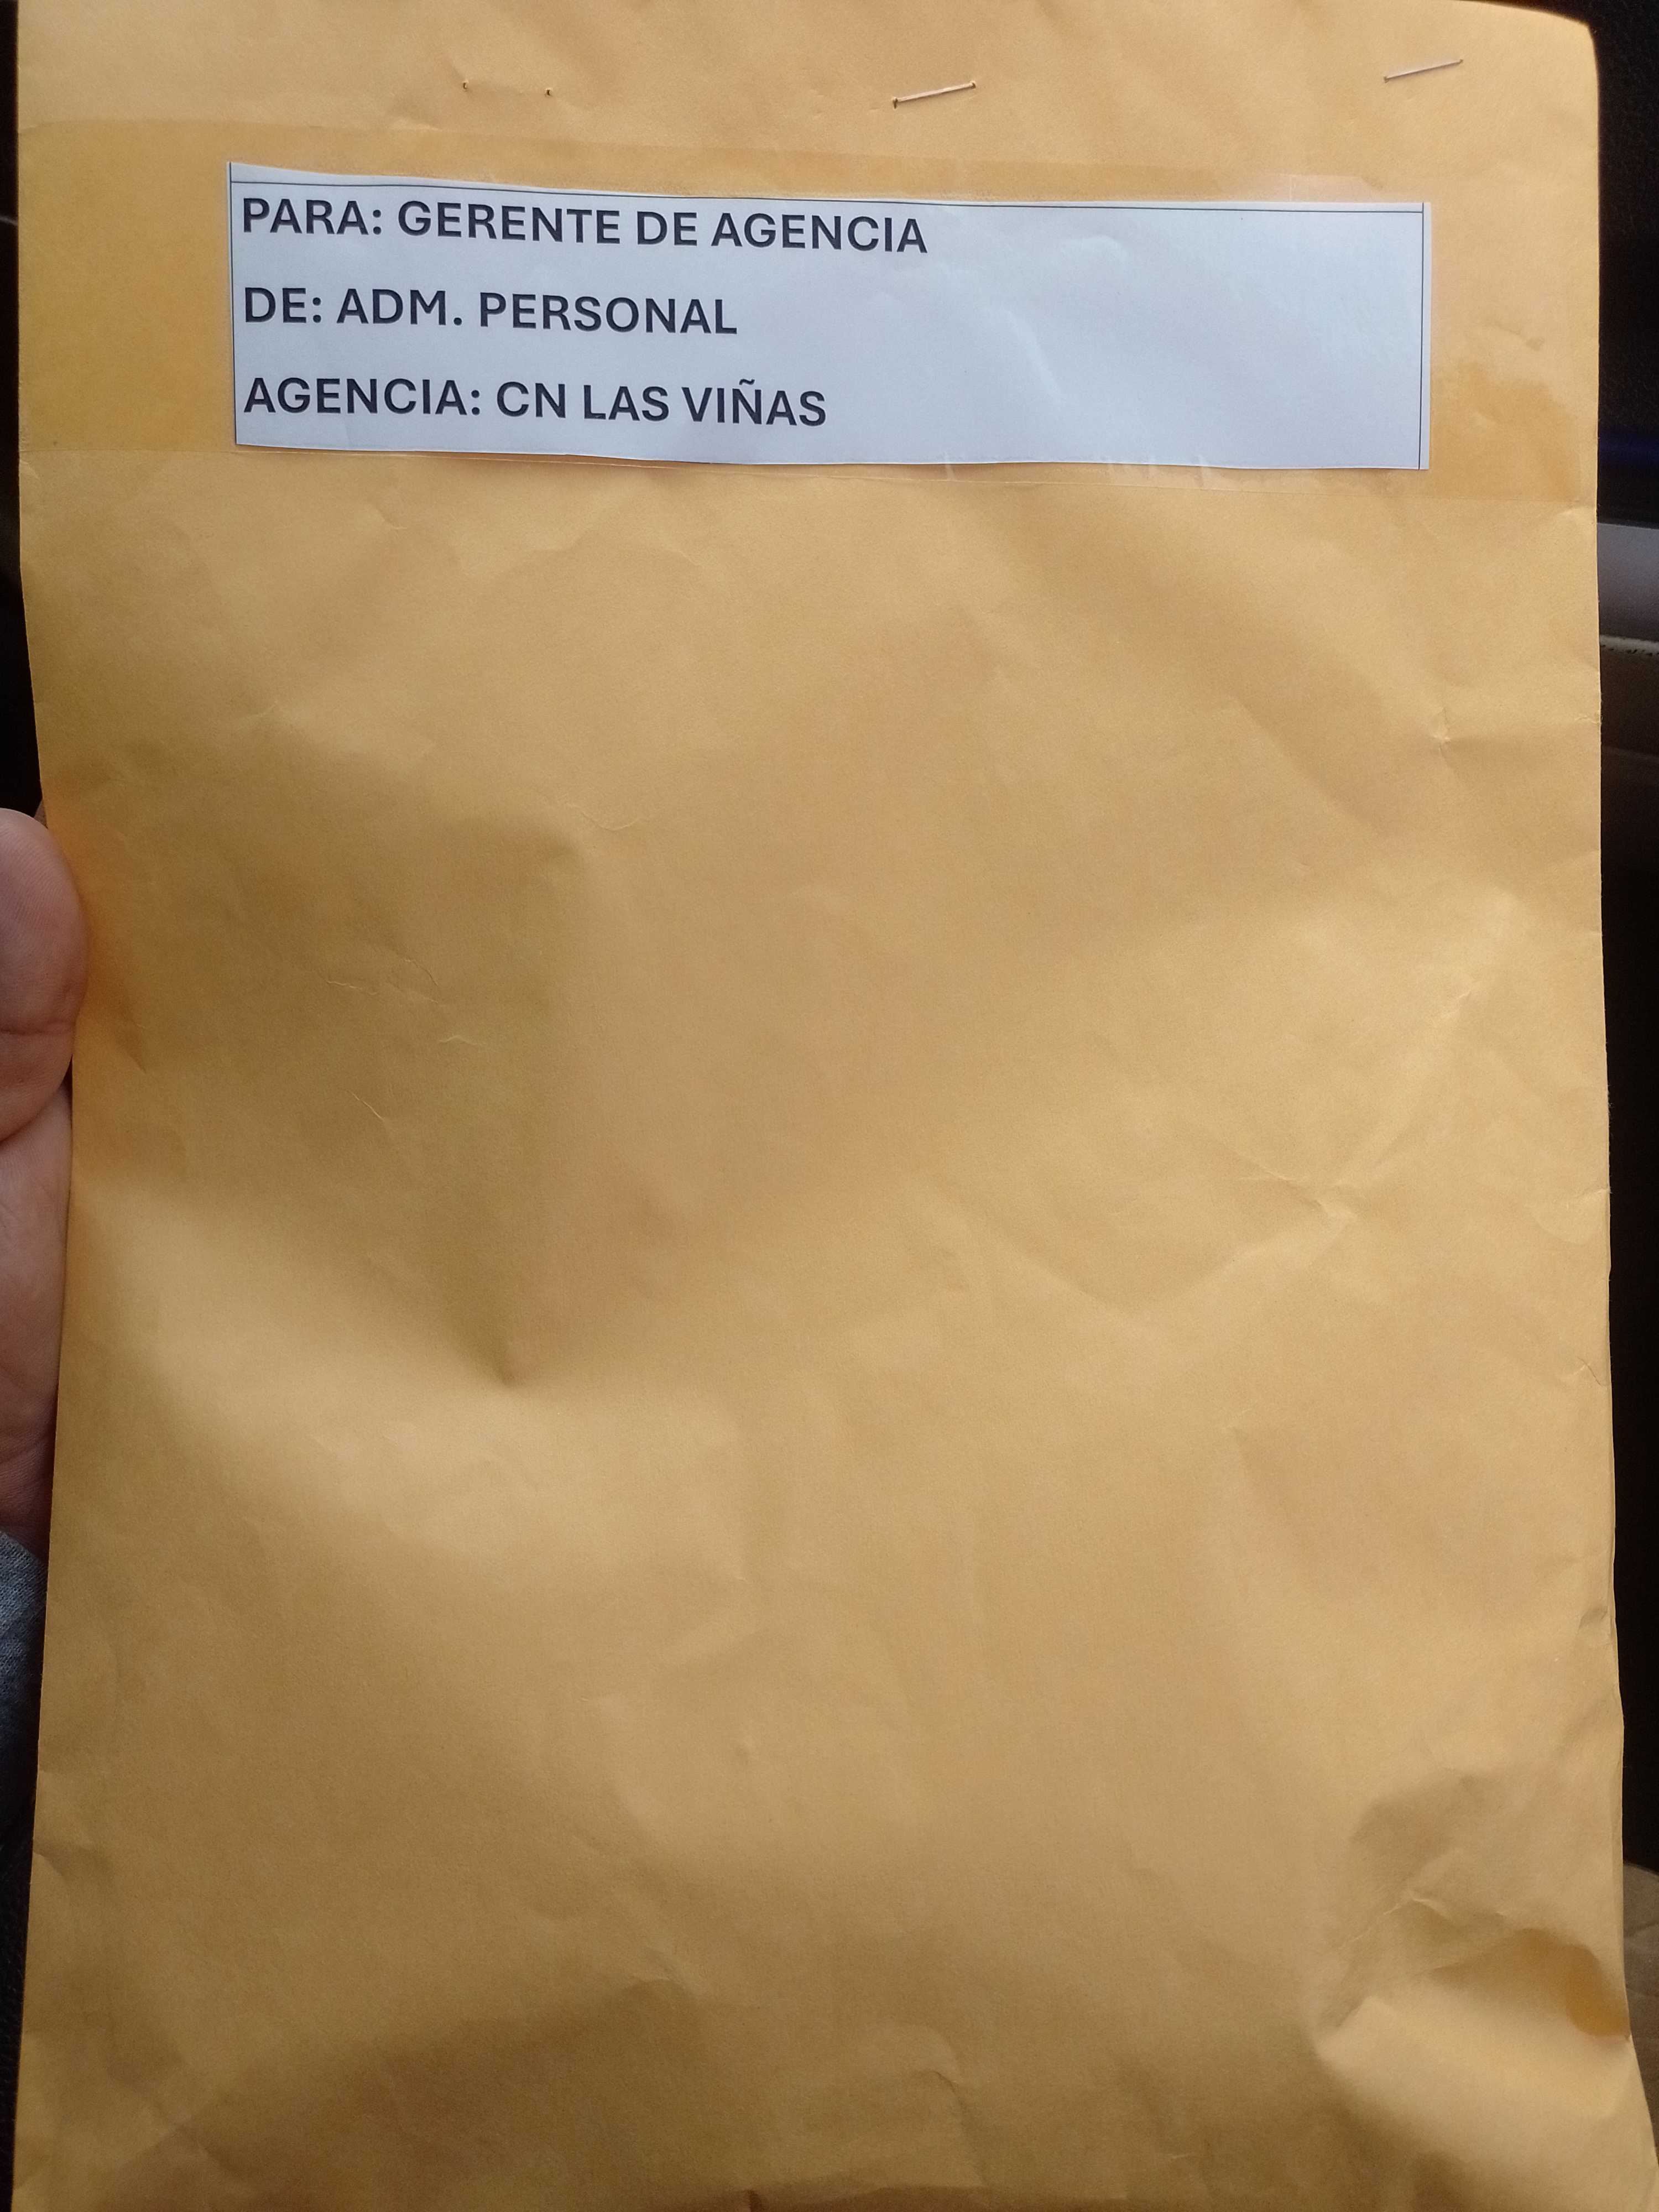 PARA: GERENTE DE AGENCIA
DE: ADM. PERSONAL
AGENCIA: CN LAS VIÑAS